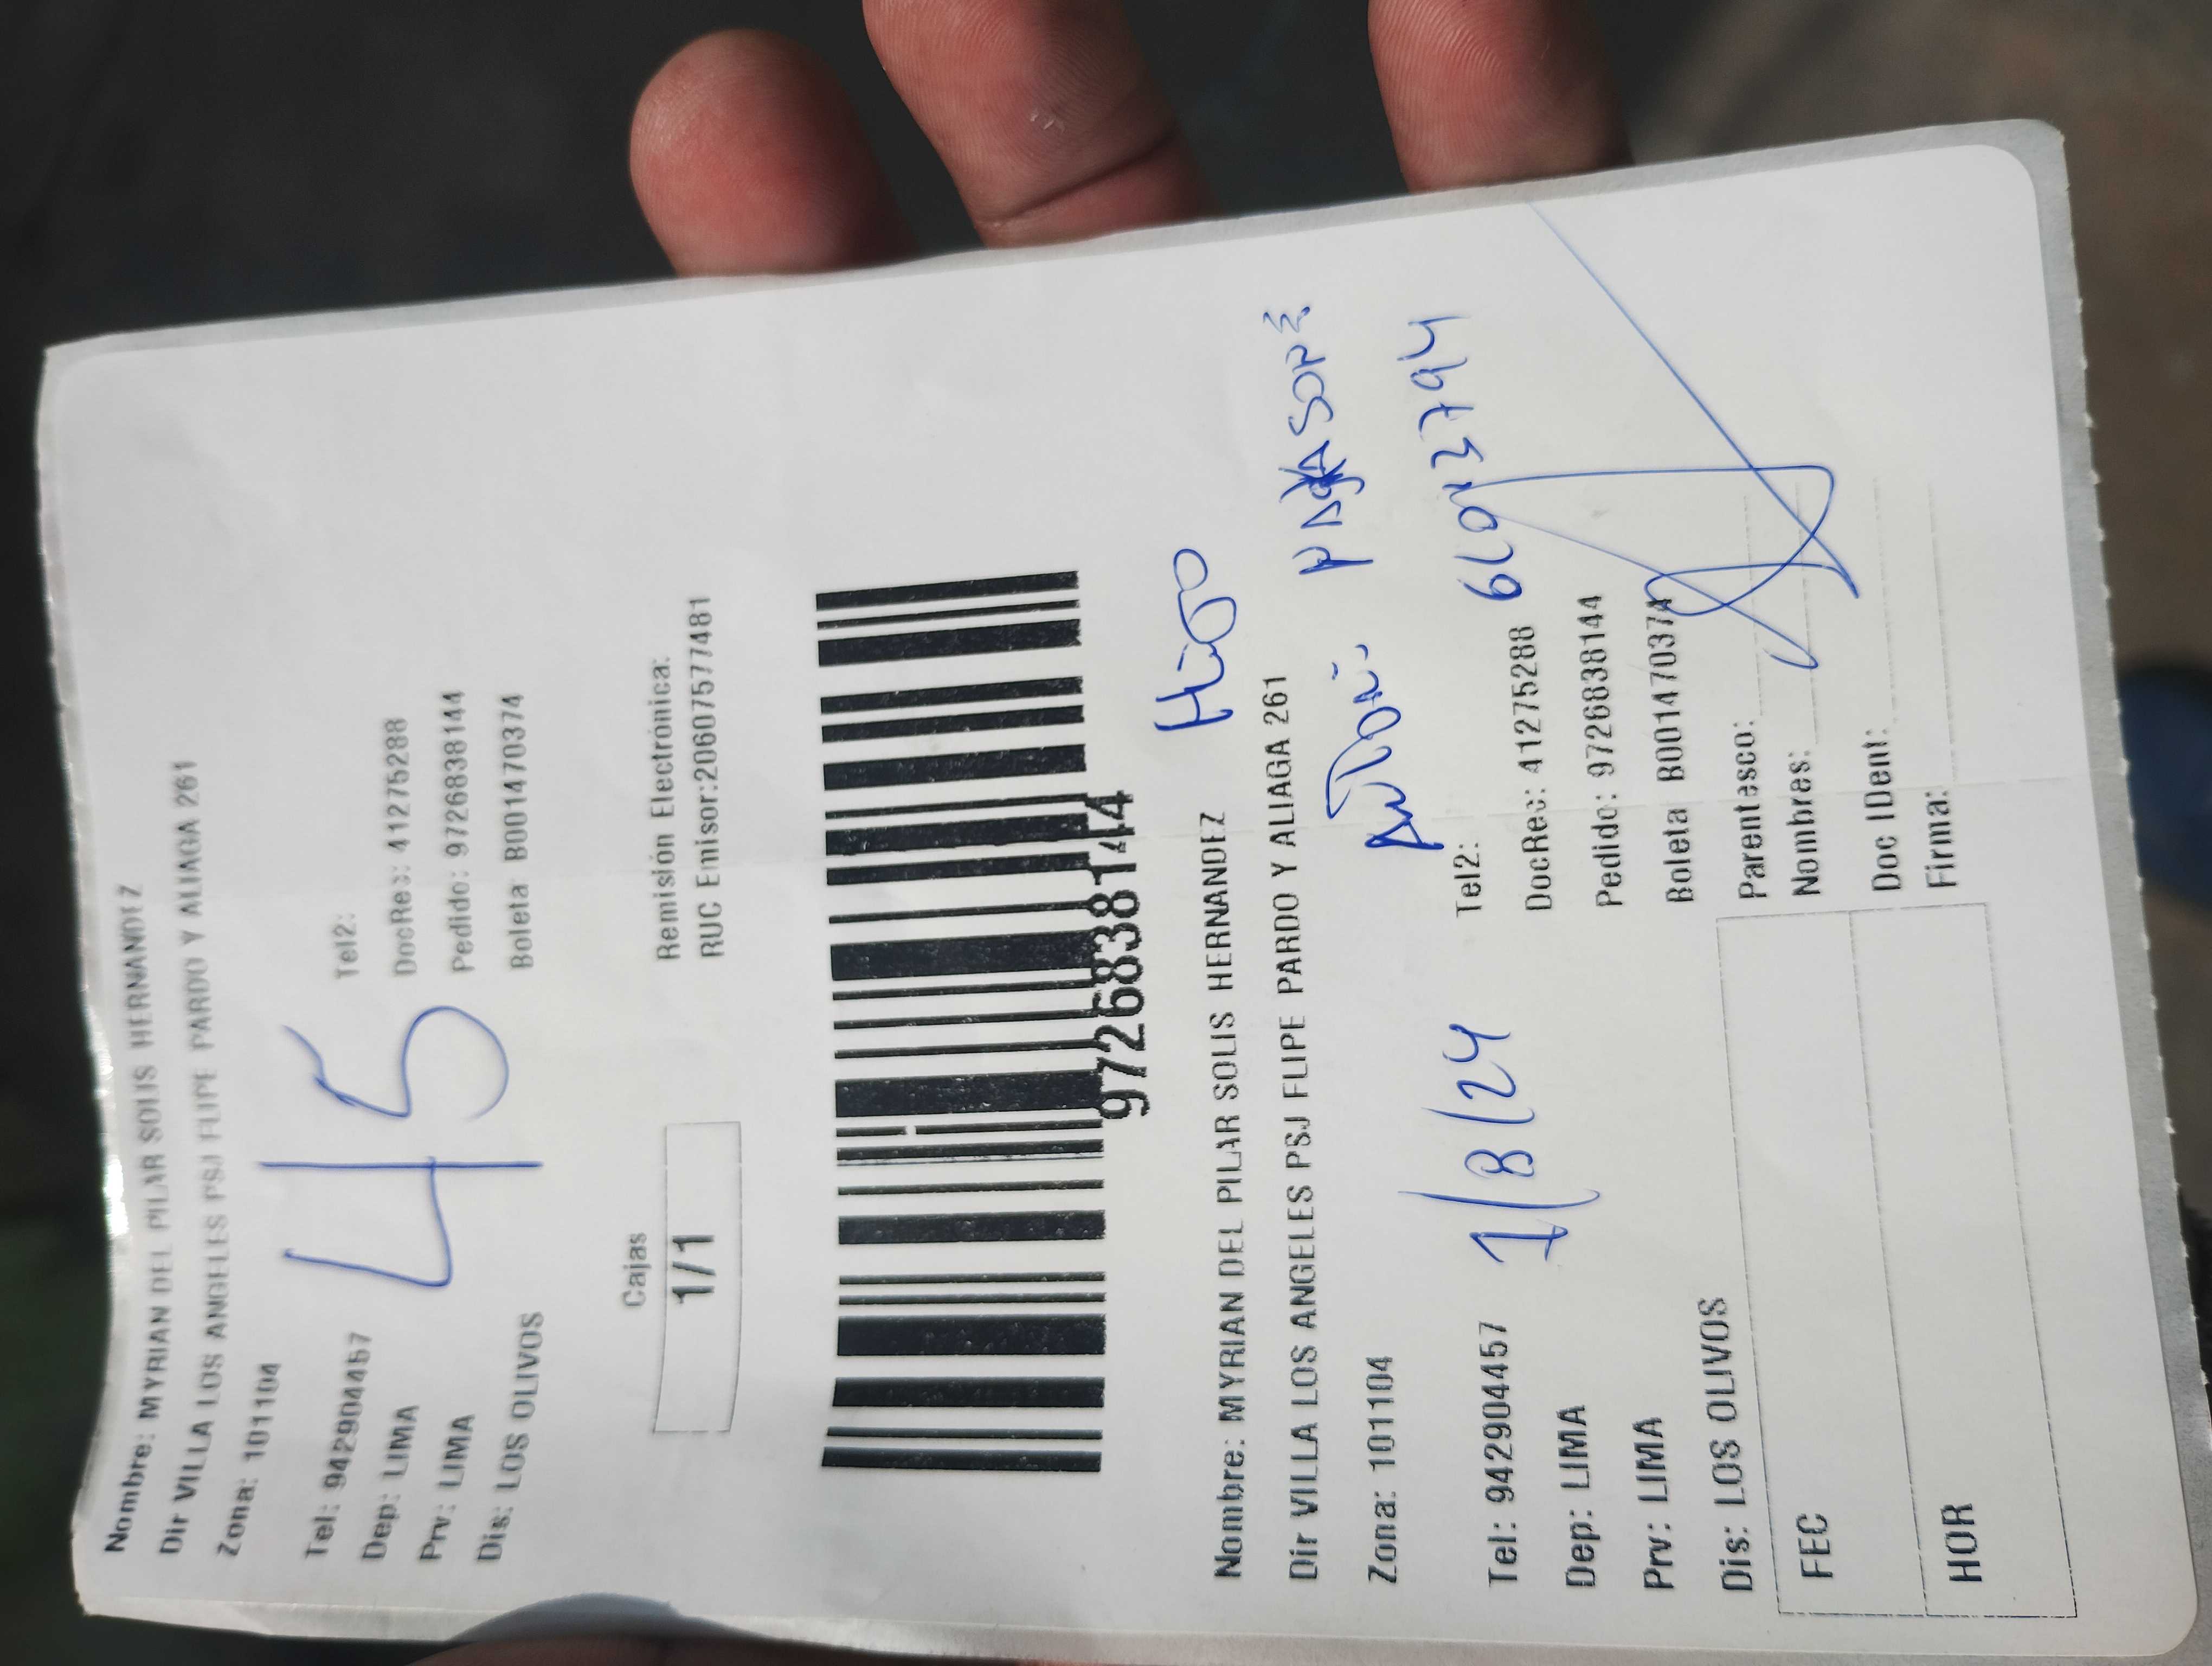 Nombre: MYRIAN DEL PILAR SOLIS HERNANDEZ
Dir VILLA LOS ANGELES PSJ FLIPE PARDO Y ALIAGA 261
Zona: 101104
45
Tel: 942904457 Tel2:
Dep: LIMA DocRec: 41275288
Prv: LIMA Pedido: 97268381​44
Dis: LOS OLIVOS Boleta B001470374
Cajas
1/1
Remisión Electrónica:
RUC Emisor:2060757​7481
9726838144
HIJO
Nombre: MYRIAN DEL PILAR SOLIS HERNANDEZ
Dir VILLA LOS ANGELES PSJ FLIPE PARDO Y ALIAGA 261
Zona: 101104
Tel: 942904457 1/8/24 Tel2:
Dep: LIMA DocRec: 41275288
Prv: LIMA Pedido: 9726838144
Dis: LOS OLIVOS Boleta B001470374
FEC Parentesco:
Nombres:
HOR Doc IDent:
Firma: